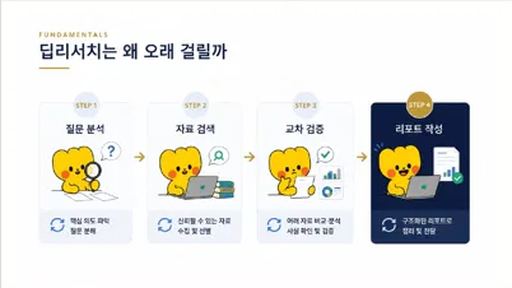 FUNDAMENTALS
딥리서치는 왜 오래 걸릴까
STEP 1
질문 분석
?
핵심 의도 파악
질문 분해
STEP 2
자료 검색
신뢰할 수 있는 자료
수집 및 선별
STEP 3
교차 검증
여러 자료 비교·분석
사실 확인 및 검증
STEP 4
리포트 작성
구조화된 리포트로
정리 및 전달